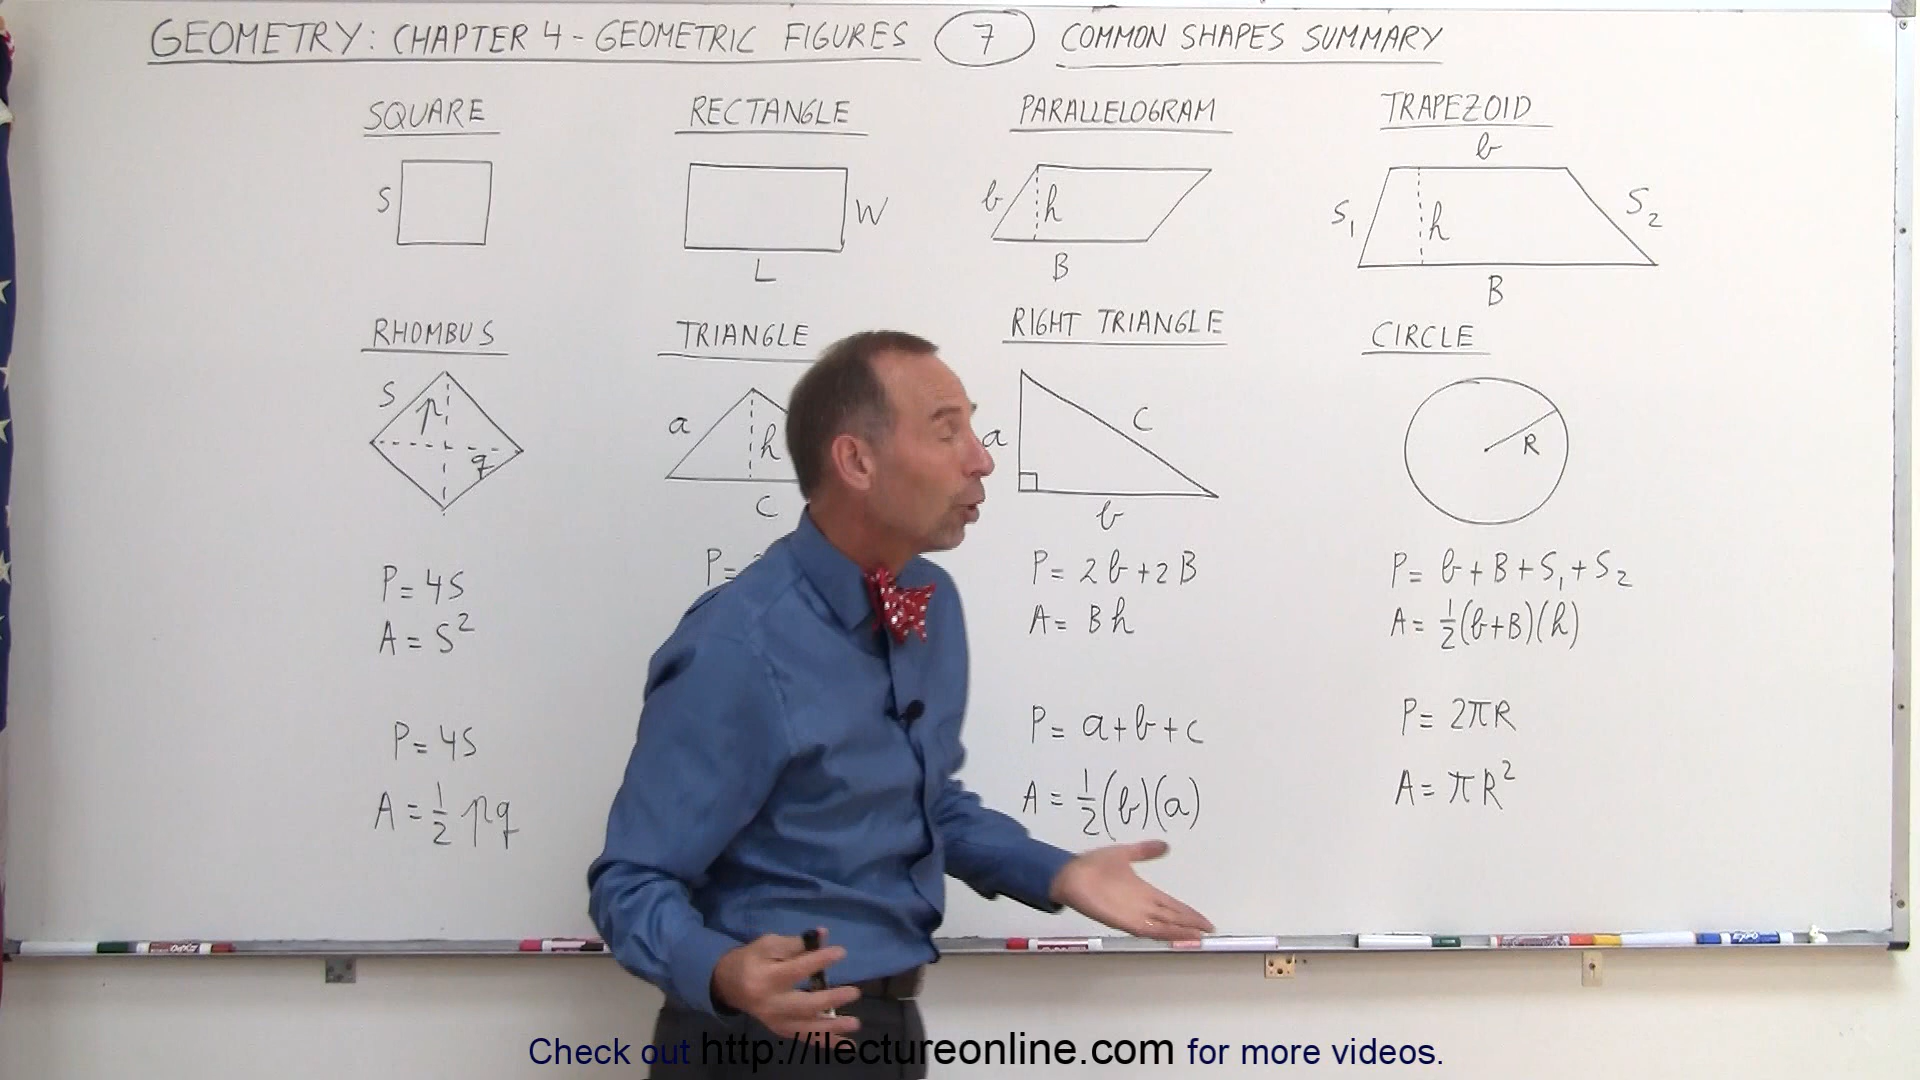 GEOMETRY: CHAPTER 4 - GEOMETRIC FIGURES 7 COMMON SHAPES SUMMARY
SQUARE RECTANGLE PARALLELOGRAM TRAPEZOID
b
S W b h S₁ h S₂
L B B
RHOMBUS TRIANGLE RIGHT TRIANGLE CIRCLE
S p q a h a C R
C b
P = 4S P = P = 2b + 2B P = b + B + S₁ + S₂
A = S² A = Bh A = ½(b+B)(h)
P = 4S P = a + b + c P = 2πR
A = ½ pq A = ½(b)(a) A = πR²
EXPO
Check out http://ilectureonline.com for more videos.